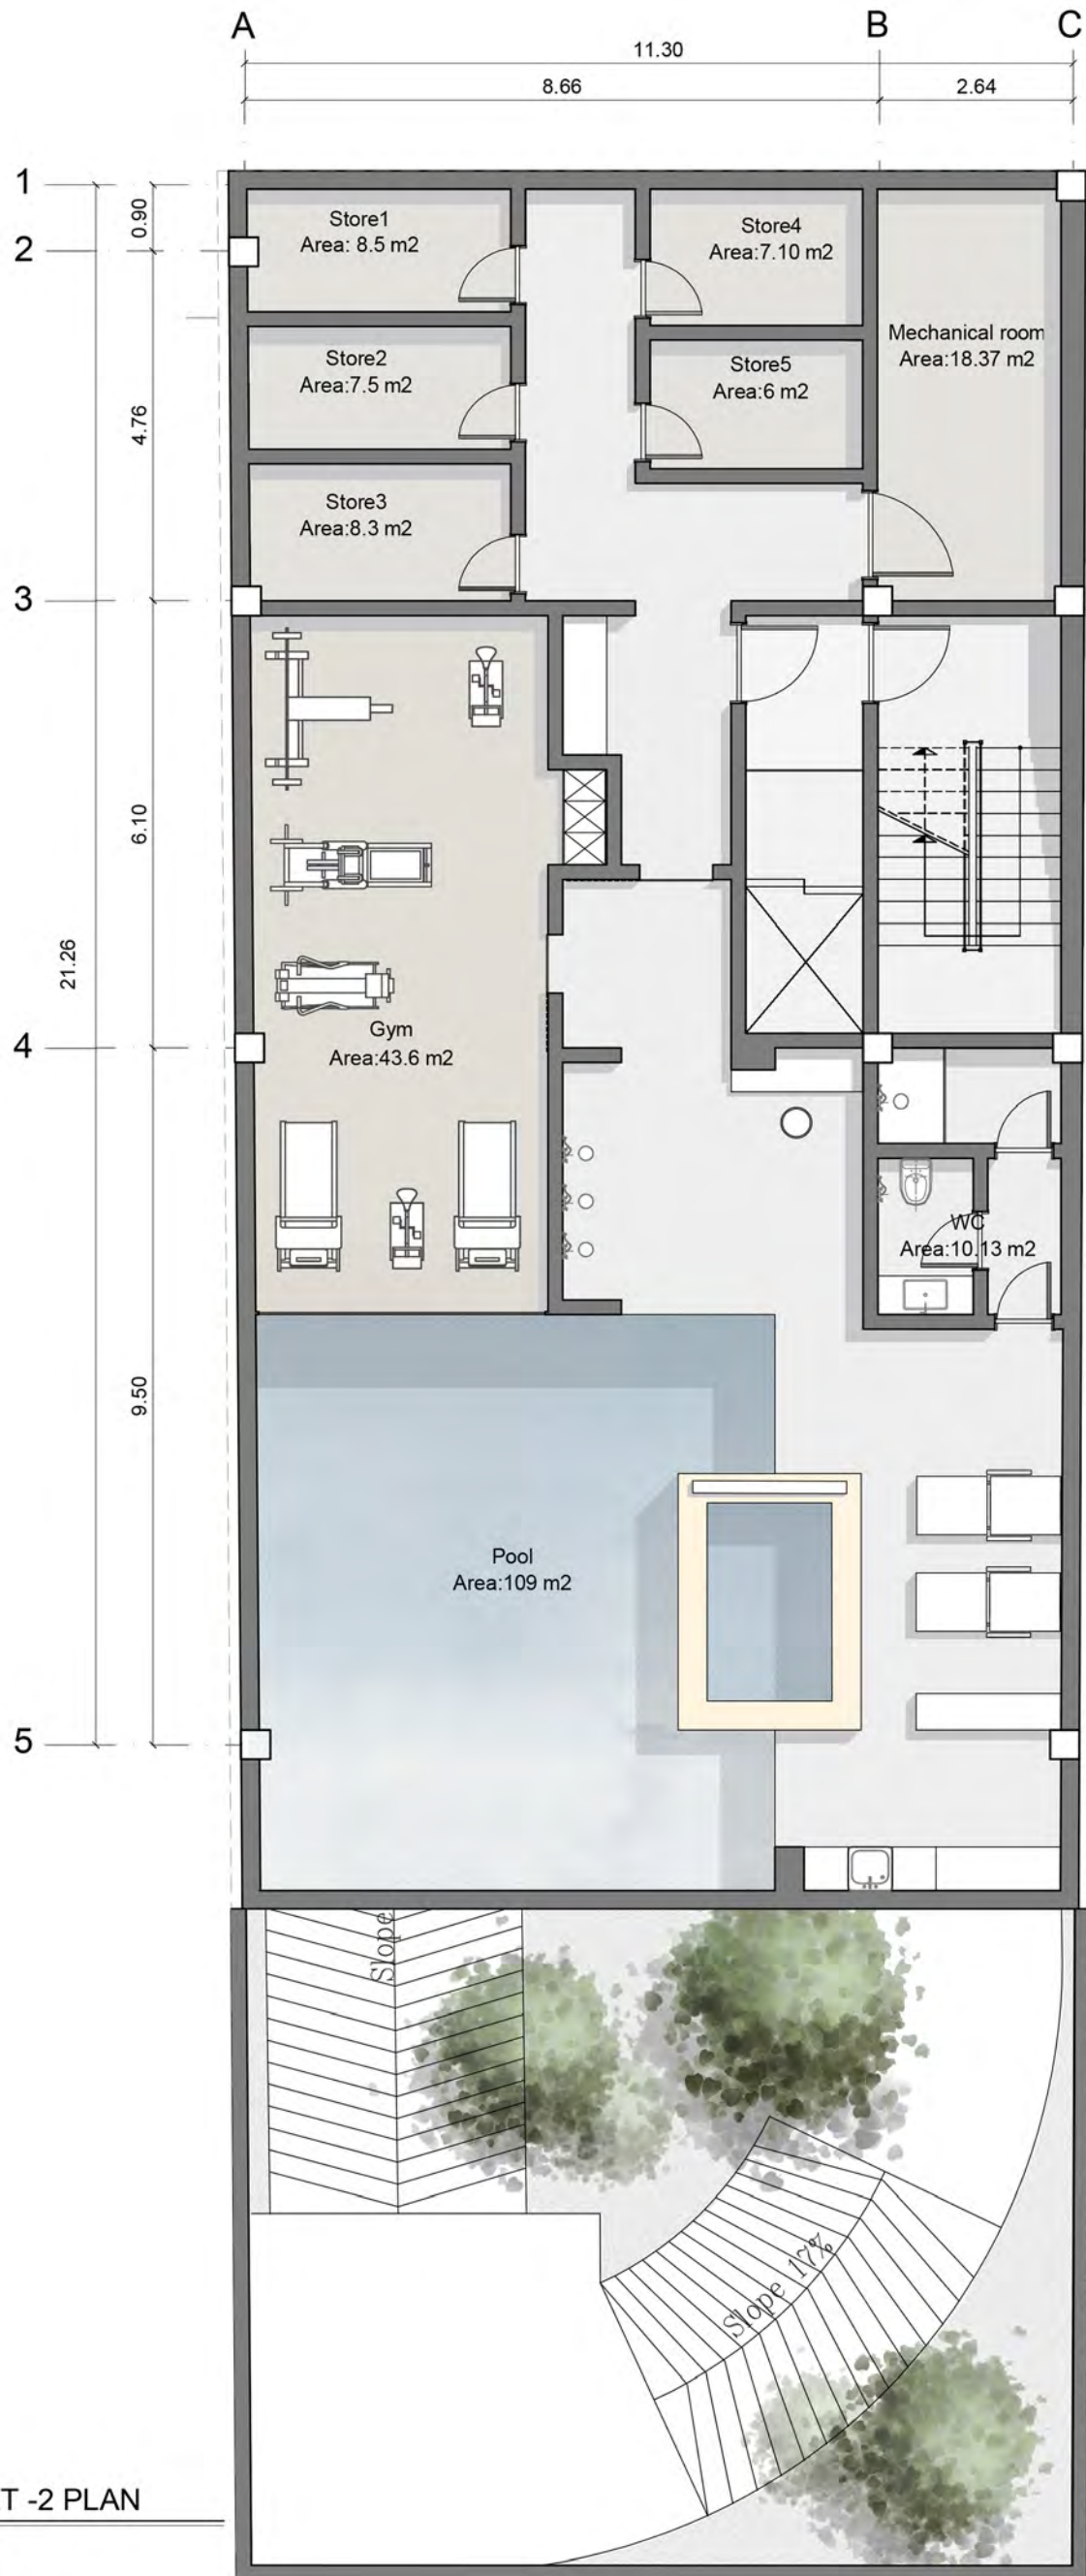 A
B
C
11.30
8.66
2.64
1
2
3
4
5
0.90
4.76
6.10
21.26
9.50
Store1
Area: 8.5 m2
Store4
Area:7.10 m2
Store2
Area:7.5 m2
Store5
Area:6 m2
Mechanical room
Area:18.37 m2
Store3
Area:8.3 m2
Gym
Area:43.6 m2
WC
Area:10.13 m2
Pool
Area:109 m2
Slope
Slope 17%
T -2 PLAN